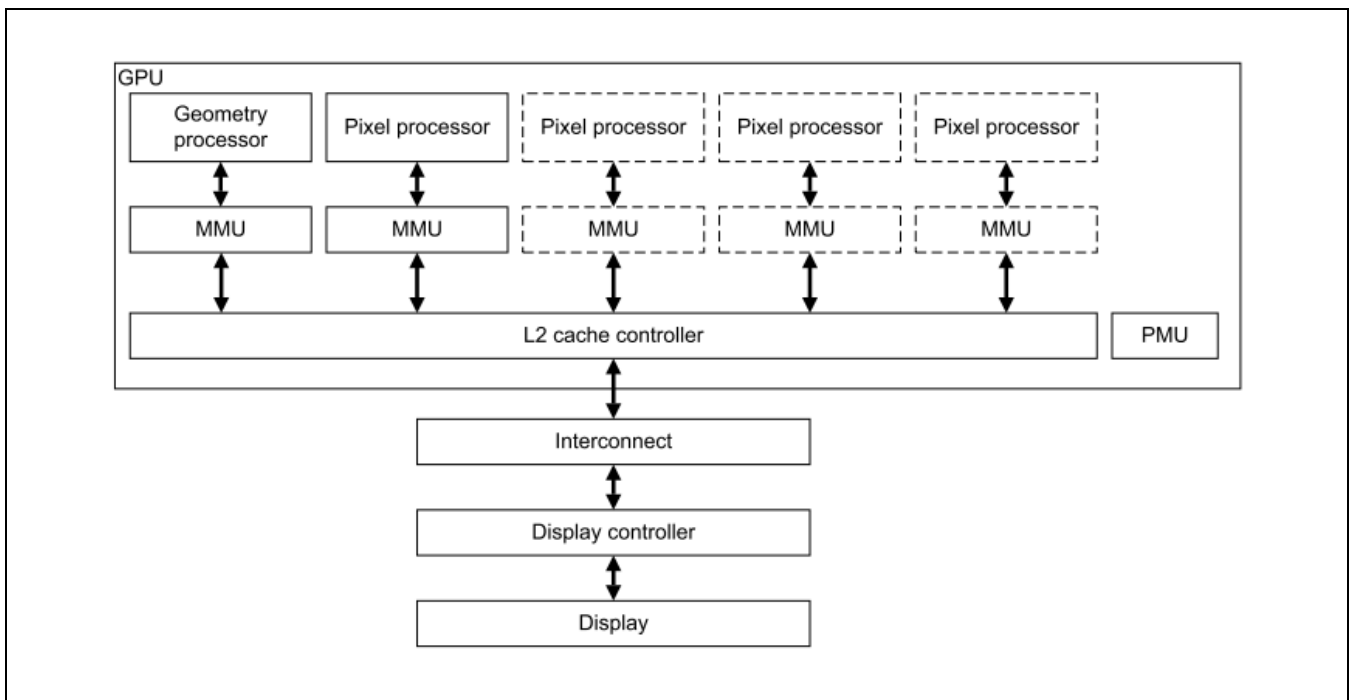 GPU
Geometry
processor
Pixel processor
Pixel processor
Pixel processor
Pixel processor
MMU
MMU
MMU
MMU
MMU
L2 cache controller
PMU
Interconnect
Display controller
Display